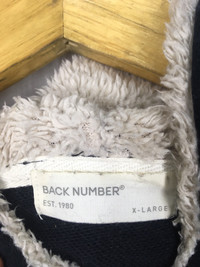 BACK NUMBER®
EST. 1980
X-LARGE